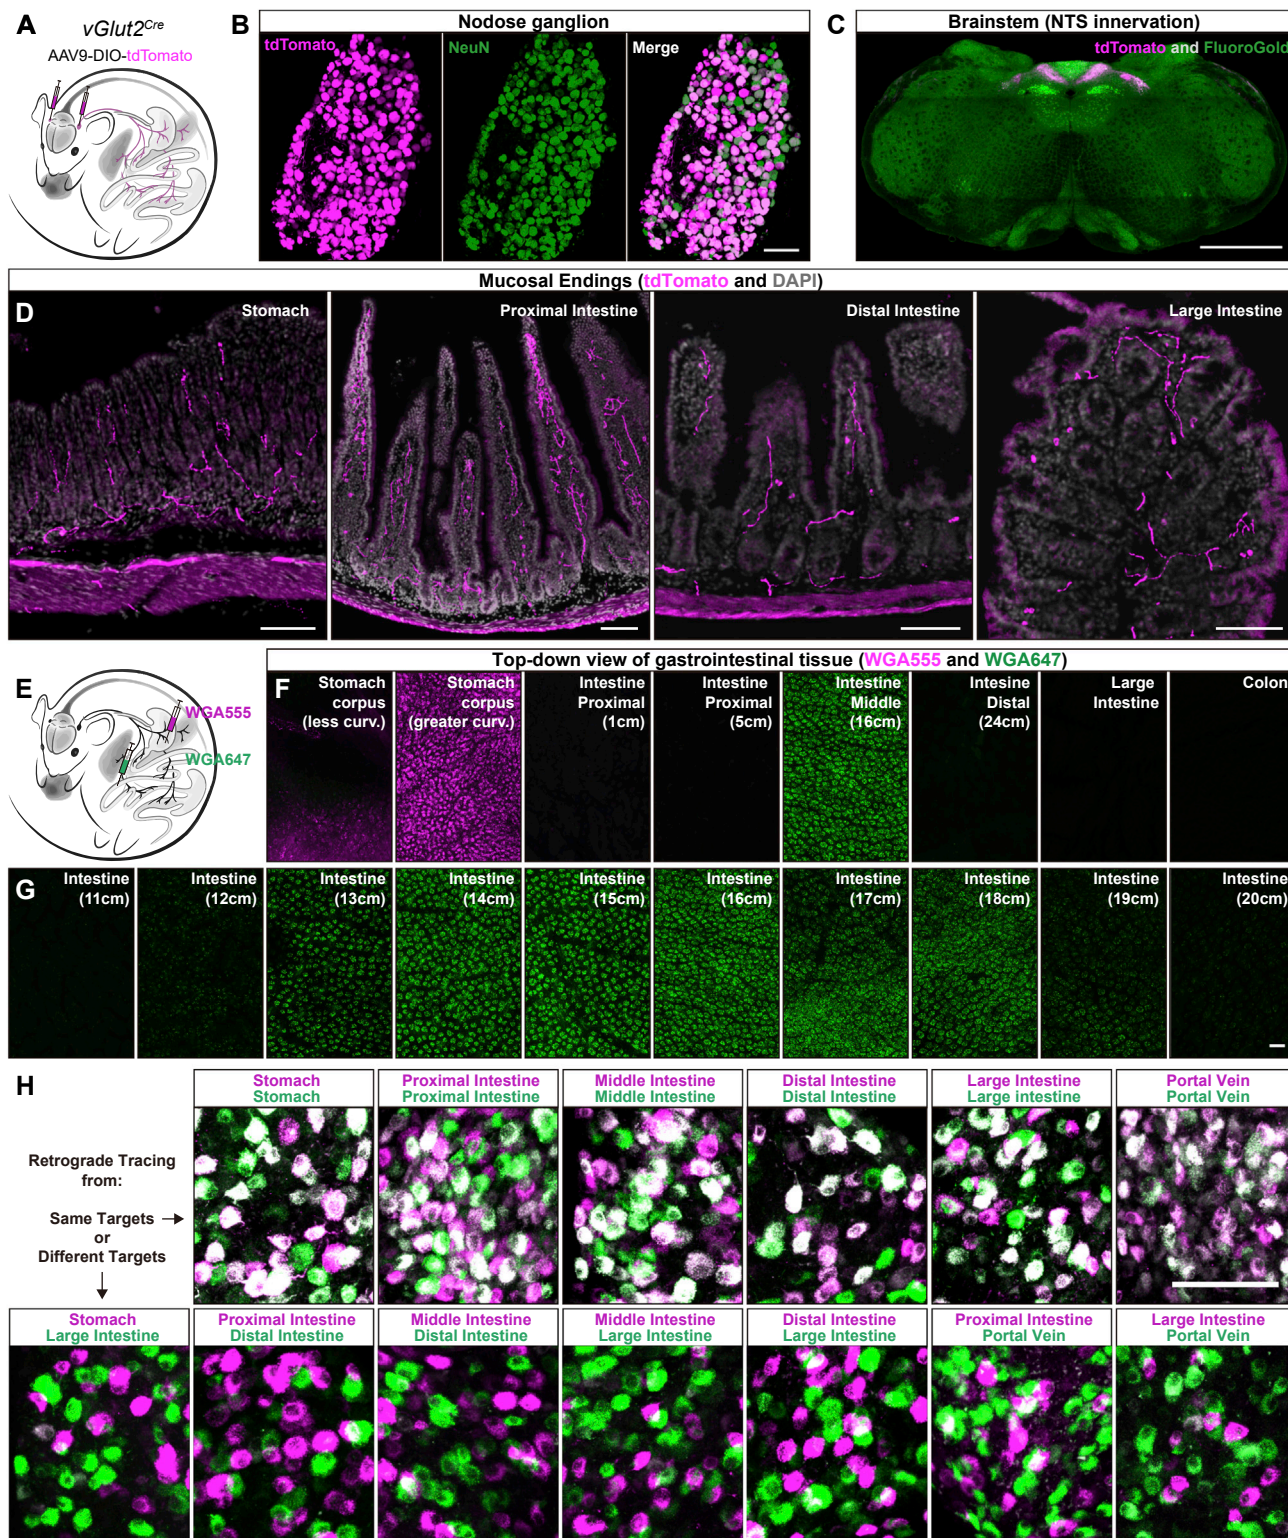 A
vGlut2Cre
AAV9-DIO-tdTomato
B
Nodose ganglion
tdTomato
NeuN
Merge
C
Brainstem (NTS innervation)
tdTomato and FluoroGold
Mucosal Endings (tdTomato and DAPI)
D
Stomach
Proximal Intestine
Distal Intestine
Large Intestine
E
WGA555
WGA647
Top-down view of gastrointestinal tissue (WGA555 and WGA647)
F
Stomach
corpus
(less curv.)
Stomach
corpus
(greater curv.)
Intestine
Proximal
(1cm)
Intestine
Proximal
(5cm)
Intestine
Middle
(16cm)
Intesine
Distal
(24cm)
Large
Intestine
Colon
G
Intestine
(11cm)
Intestine
(12cm)
Intestine
(13cm)
Intestine
(14cm)
Intestine
(15cm)
Intestine
(16cm)
Intestine
(17cm)
Intestine
(18cm)
Intestine
(19cm)
Intestine
(20cm)
H
Retrograde Tracing
from:
Same Targets →
or
Different Targets
↓
Stomach
Stomach
Proximal Intestine
Proximal Intestine
Middle Intestine
Middle Intestine
Distal Intestine
Distal Intestine
Large Intestine
Large intestine
Portal Vein
Portal Vein
Stomach
Large Intestine
Proximal Intestine
Distal Intestine
Middle Intestine
Distal Intestine
Middle Intestine
Large Intestine
Distal Intestine
Large Intestine
Proximal Intestine
Portal Vein
Large Intestine
Portal Vein